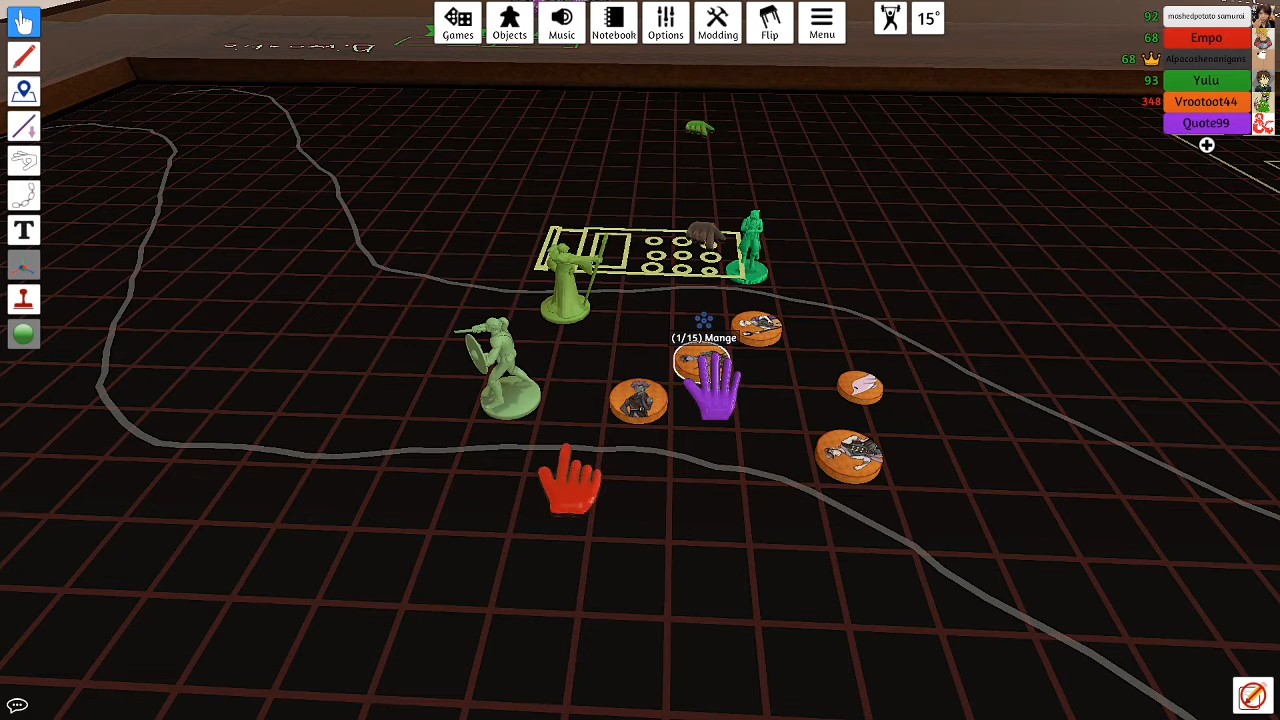 Games Objects Music Notebook Options Modding Flip Menu 15°
92 mashedpotato samurai
68 Empo
68 Alpacashenanigans
93 Yulu
348 Vrootoot44
Quote99
T
(1/15) Mange